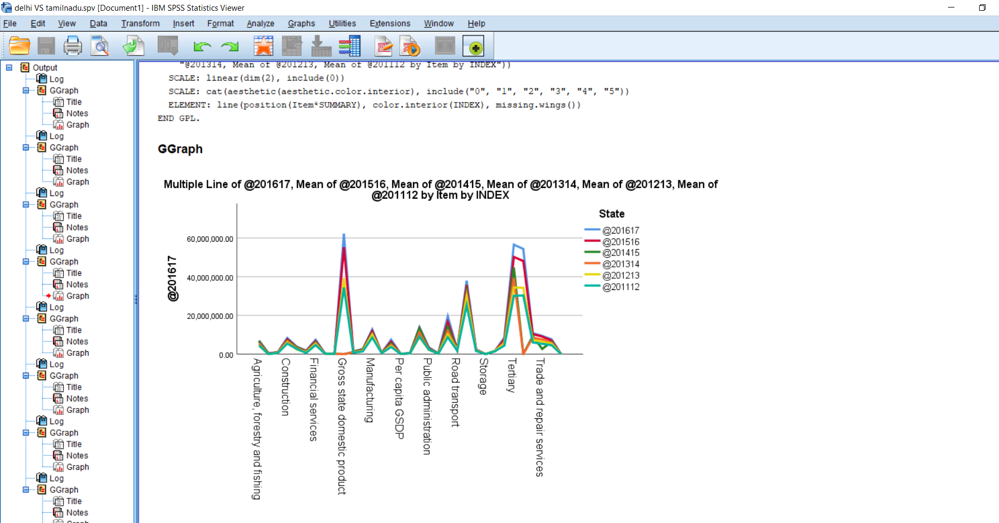 delhi VS tamilnadu.spv [Document1] - IBM SPSS Statistics Viewer
File Edit View Data Transform Insert Format Analyze Graphs Utilities Extensions Window Help
Output
Log
GGraph
Title
Notes
Graph
Log
GGraph
Title
Notes
Graph
Log
GGraph
Title
Notes
Graph
Log
GGraph
Title
Notes
Graph
Log
GGraph
Title
Notes
Graph
Log
GGraph
Title
Notes
Graph
Log
GGraph
Title
Notes
Graph
Log
GGraph
Title
Notes
Graph
"@201314, Mean of @201213, Mean of @201112 by Item by INDEX"))
SCALE: linear(dim(2), include(0))
SCALE: cat(aesthetic(aesthetic.color.interior), include("0", "1", "2", "3", "4", "5"))
ELEMENT: line(position(Item*SUMMARY), color.interior(INDEX), missing.wings())
END GPL.
GGraph
Multiple Line of @201617, Mean of @201516, Mean of @201415, Mean of @201314, Mean of @201213, Mean of
@201112 by Item by INDEX
@201617
60,000,000.00
40,000,000.00
20,000,000.00
0.00
Agriculture, forestry and fishing
Construction
Financial services
Gross state domestic product
Manufacturing
Per capita GSDP
Public administration
Road transport
Storage
Tertiary
Trade and repair services
State
@201617
@201516
@201415
@201314
@201213
@201112